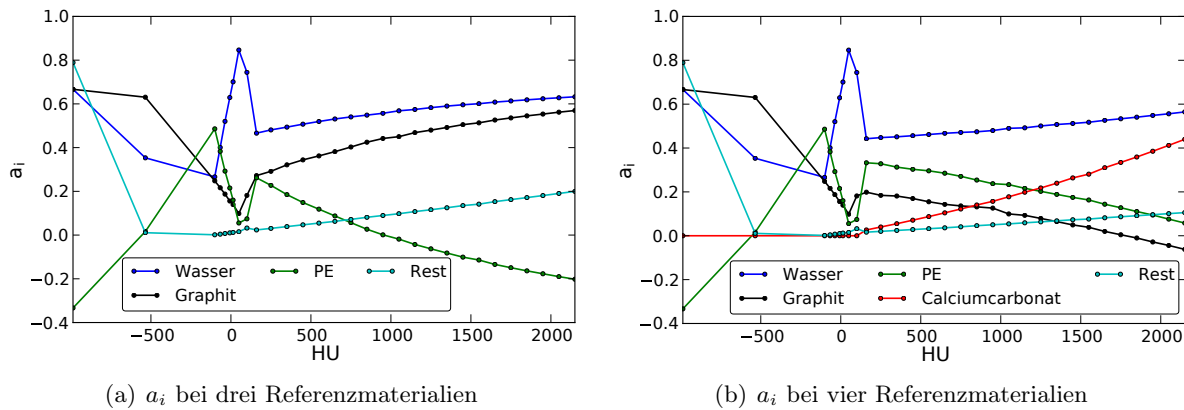 1.0
0.8
0.6
0.4
0.2
0.0
−0.2
−0.4
a_i
−500 0 500 1000 1500 2000
HU
Wasser PE Rest
Graphit
(a) a_i bei drei Referenzmaterialien
1.0
0.8
0.6
0.4
0.2
0.0
−0.2
−0.4
a_i
−500 0 500 1000 1500 2000
HU
Wasser PE Rest
Graphit Calciumcarbonat
(b) a_i bei vier Referenzmaterialien